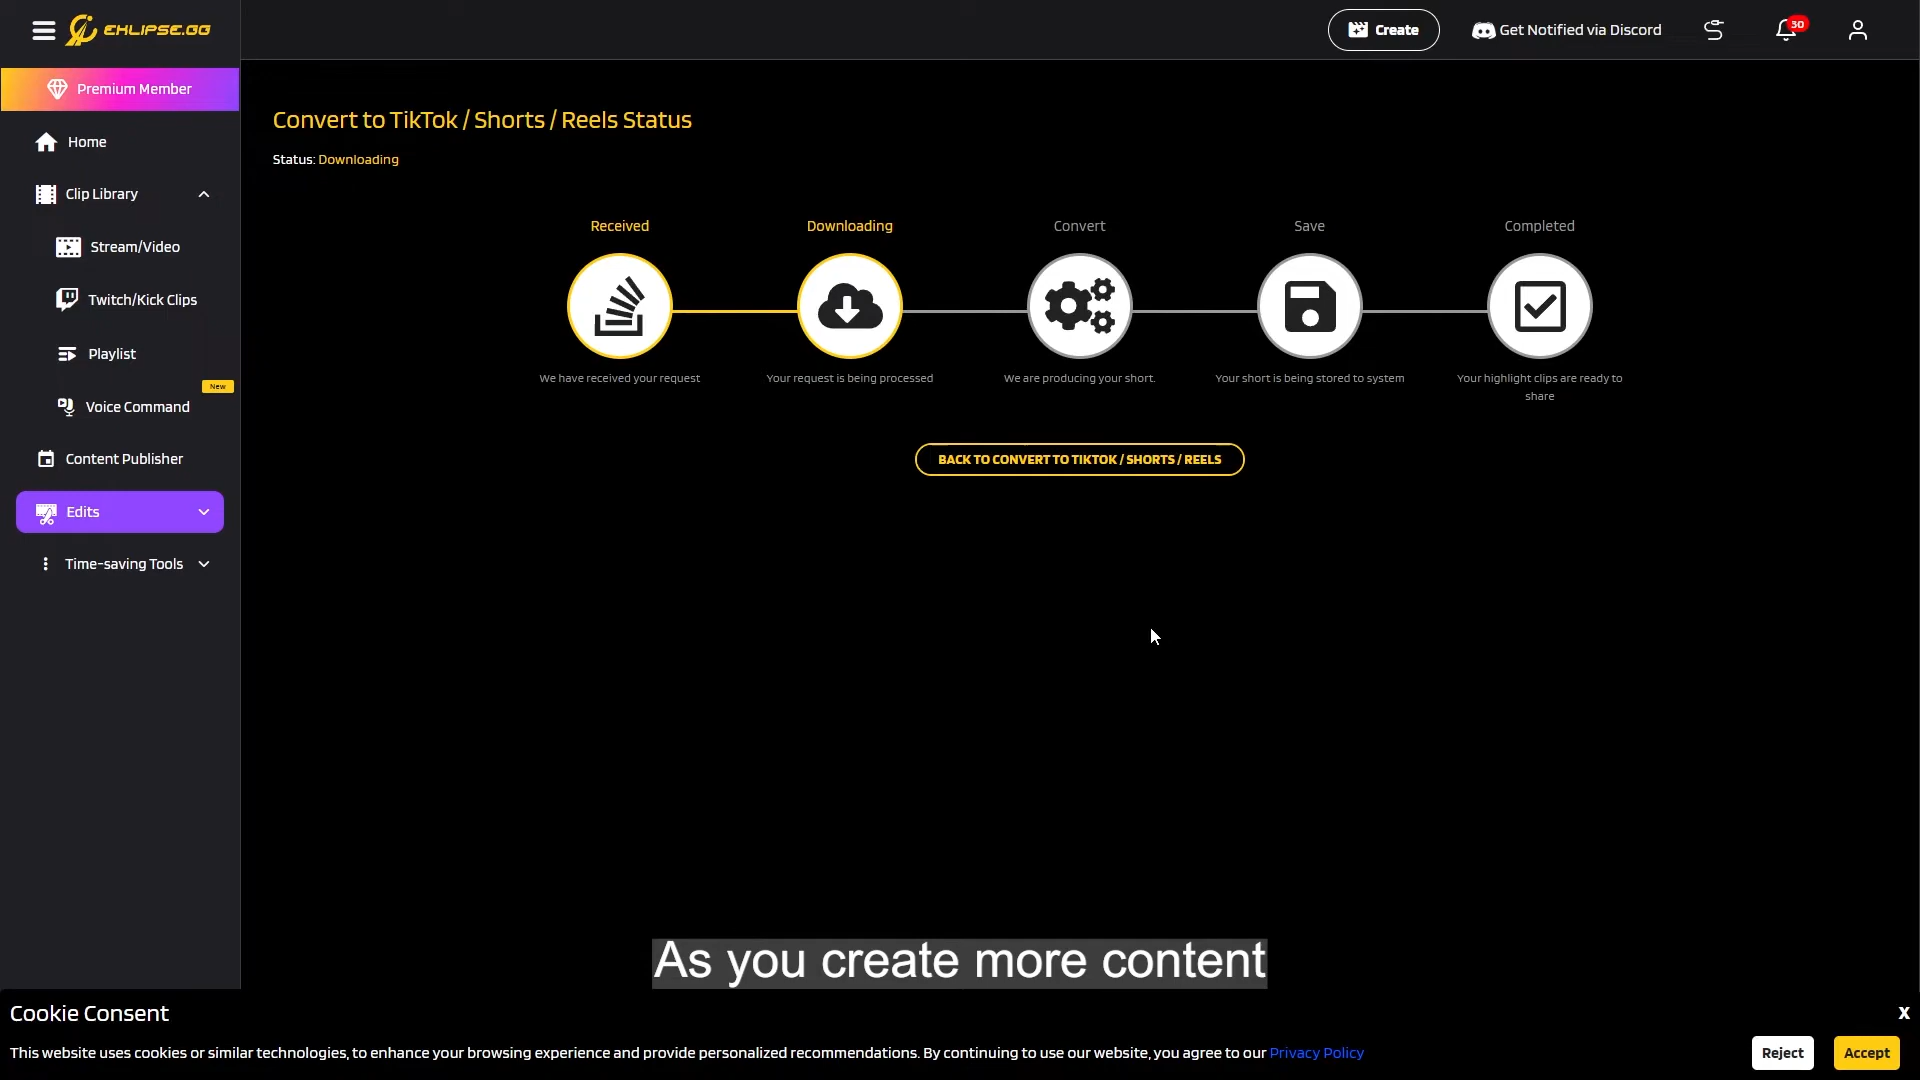 EKLIPSE.GG
Create
Get Notified via Discord
30
Premium Member
Home
Clip Library
Stream/Video
Twitch/Kick Clips
Playlist
New
Voice Command
Content Publisher
Edits
Time-saving Tools
Convert to TikTok / Shorts / Reels Status
Status: Downloading
Received
Downloading
Convert
Save
Completed
We have received your request
Your request is being processed
We are producing your short.
Your short is being stored to system
Your highlight clips are ready to
share
BACK TO CONVERT TO TIKTOK / SHORTS / REELS
As you create more content
Cookie Consent
X
This website uses cookies or similar technologies, to enhance your browsing experience and provide personalized recommendations. By continuing to use our website, you agree to our Privacy Policy
Reject
Accept